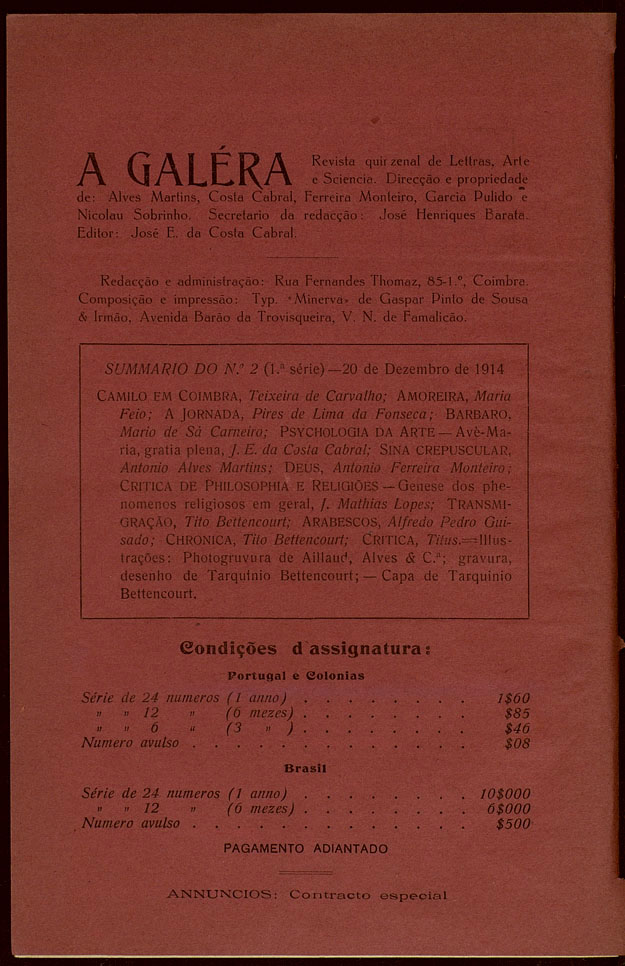 A GALÉRA
Revista quinzenal de Lettras, Arte
e Sciencia. Direcção e propriedade
de: Alves Martins, Costa Cabral, Ferreira Monteiro, Garcia Pulido e
Nicolau Sobrinho. Secretario da redacção: José Henriques Barata.
Editor: José E. da Costa Cabral.
Redacção e administração: Rua Fernandes Thomaz, 85-1.º, Coimbra.
Composição e impressão: Typ. «Minerva» de Gaspar Pinto de Sousa
& Irmão, Avenida Barão da Trovisqueira, V. N. de Famalicão.
SUMMARIO DO N.º 2 (1.ª série)—20 de Dezembro de 1914
CAMILO EM COIMBRA, Teixeira de Carvalho; AMOREIRA, Maria
Feio; A JORNADA, Pires de Lima da Fonseca; BARBARO,
Mario de Sá Carneiro; PSYCHOLOGIA DA ARTE — Avê-Ma-
ria, gratia plena, J. E. da Costa Cabral; SINA CREPUSCULAR,
Antonio Alves Martins; DEUS, Antonio Ferreira Monteiro;
CRITICA DE PHILOSOPHIA E RELIGIÕES — Genese dos phe-
nomenos religiosos em geral, J. Mathias Lopes; TRANSMI-
GRAÇÃO, Tito Bettencourt; ARABESCOS, Alfredo Pedro Gui-
sado; CHRONICA, Tito Bettencourt; CRITICA, Titus.=Illus-
trações: Photogruvura de Aillaud, Alves & C.ª; gravura,
desenho de Tarquinio Bettencourt; — Capa de Tarquinio
Bettencourt.
Condições d'assignatura:
Portugal e Colonias
Série de 24 numeros (1 anno) . . . . . . . . 1$60
" " 12 " (6 mezes) . . . . . . . . $85
" " 6 " (3 " ) . . . . . . . . $46
Numero avulso . . . . . . . . . . . . . $08
Brasil
Série de 24 numeros (1 anno) . . . . . . . . 10$000
" " 12 " (6 mezes) . . . . . . . . 6$000
Numero avulso . . . . . . . . . . . . . $500
PAGAMENTO ADIANTADO
ANNUNCIOS: Contracto especial